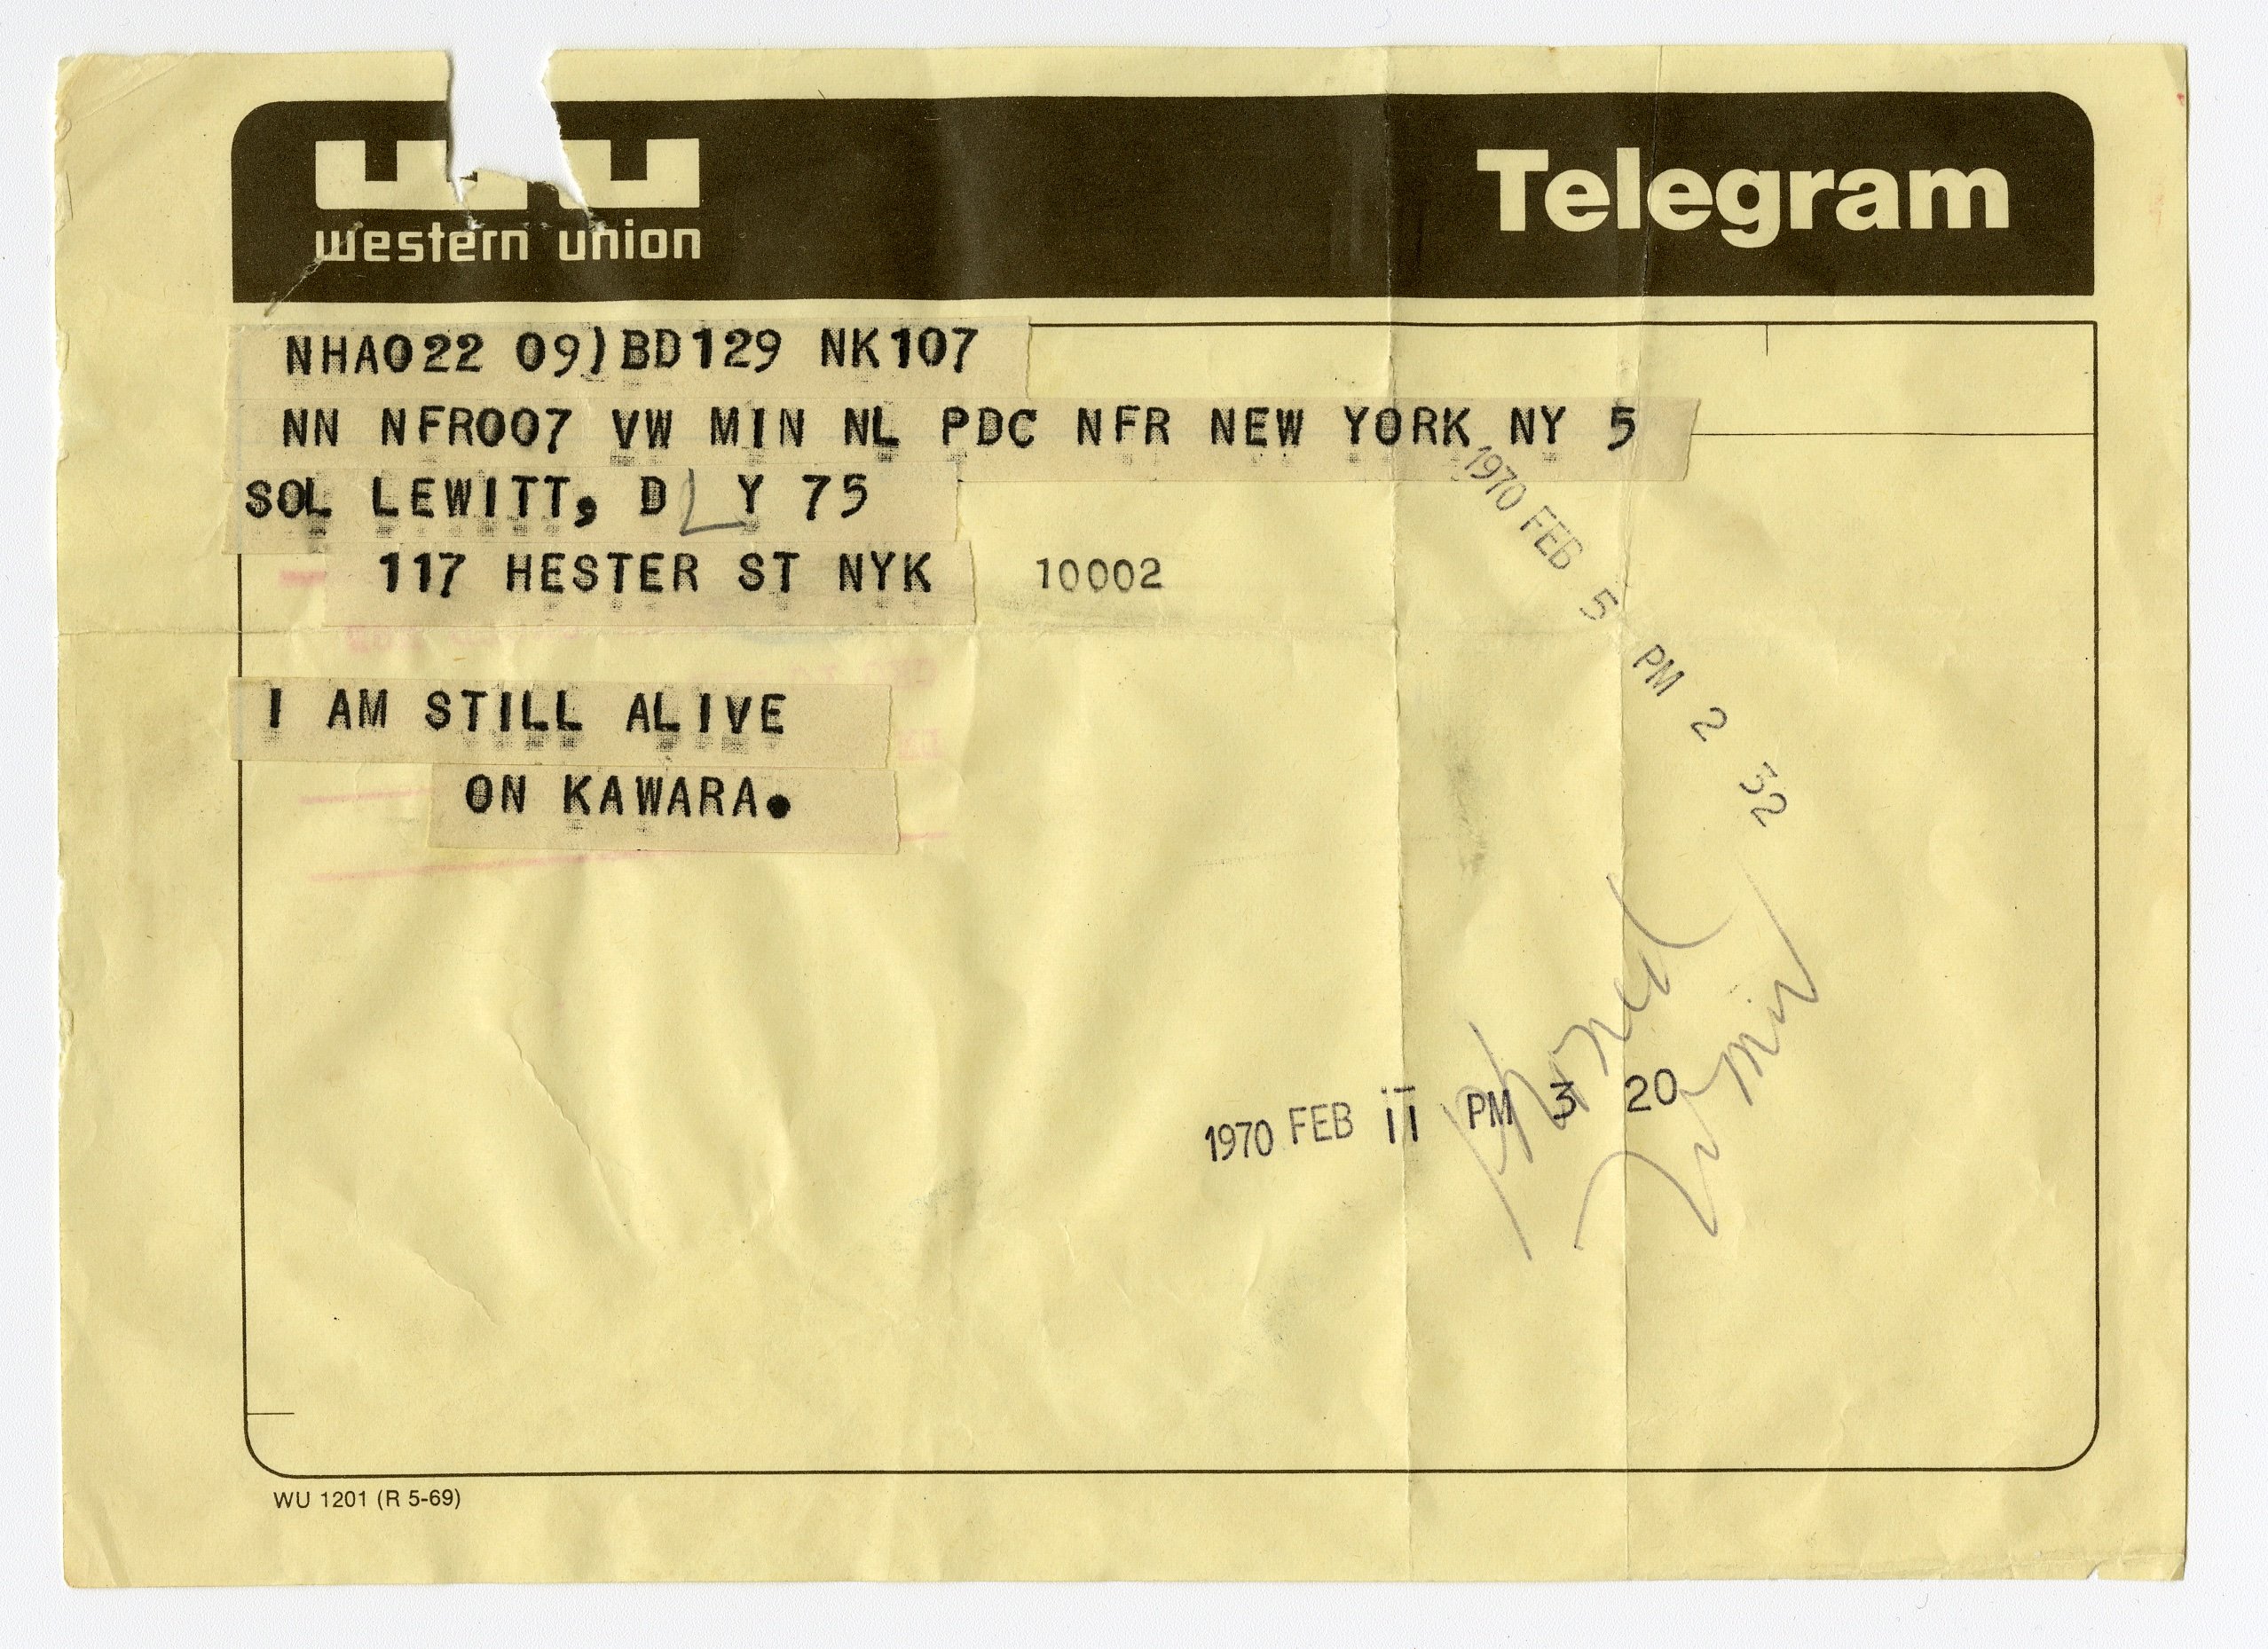 western union
Telegram
NHA022 09)BD129 NK107
NN NFR007 VW MIN NL PDC NFR NEW YORK NY 5
SOL LEWITT, D L Y 75
117 HESTER ST NYK 10002
1970 FEB 5 PM 2 32
I AM STILL ALIVE
ON KAWARA.
phoned
1970 FEB 11 PM 3 20
WU 1201 (R 5-69)